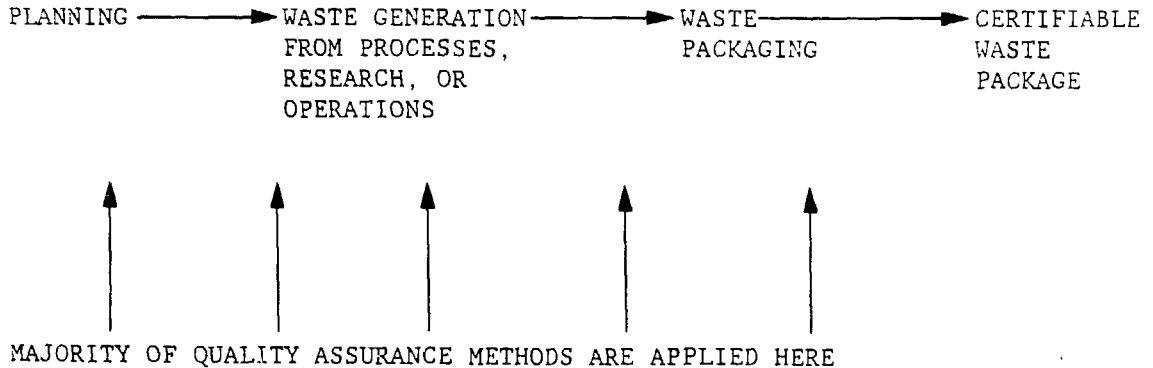 PLANNING
WASTE GENERATION
FROM PROCESSES,
RESEARCH, OR
OPERATIONS
WASTE
PACKAGING
CERTIFIABLE
WASTE
PACKAGE
MAJORITY OF QUALITY ASSURANCE METHODS ARE APPLIED HERE